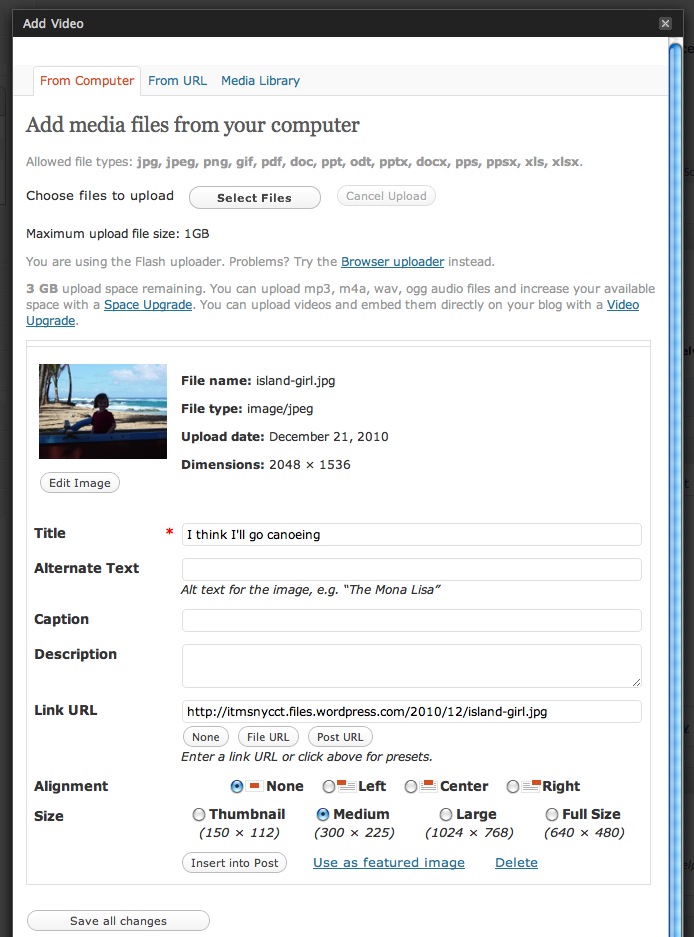 Add Video
From Computer From URL Media Library
Add media files from your computer
Allowed file types: jpg, jpeg, png, gif, pdf, doc, ppt, odt, pptx, docx, pps, ppsx, xls, xlsx.
Choose files to upload Select Files Cancel Upload
Maximum upload file size: 1GB
You are using the Flash uploader. Problems? Try the Browser uploader instead.
3 GB upload space remaining. You can upload mp3, m4a, wav, ogg audio files and increase your available
space with a Space Upgrade. You can upload videos and embed them directly on your blog with a Video
Upgrade.
File name: island-girl.jpg
File type: image/jpeg
Upload date: December 21, 2010
Dimensions: 2048 × 1536
Edit Image
Title * I think I'll go canoeing
Alternate Text
Alt text for the image, e.g. “The Mona Lisa”
Caption
Description
Link URL http://itmsnycct.files.wordpress.com/2010/12/island-girl.jpg
None File URL Post URL
Enter a link URL or click above for presets.
Alignment None Left Center Right
Size Thumbnail Medium Large Full Size
(150 × 112) (300 × 225) (1024 × 768) (640 × 480)
Insert into Post Use as featured image Delete
Save all changes